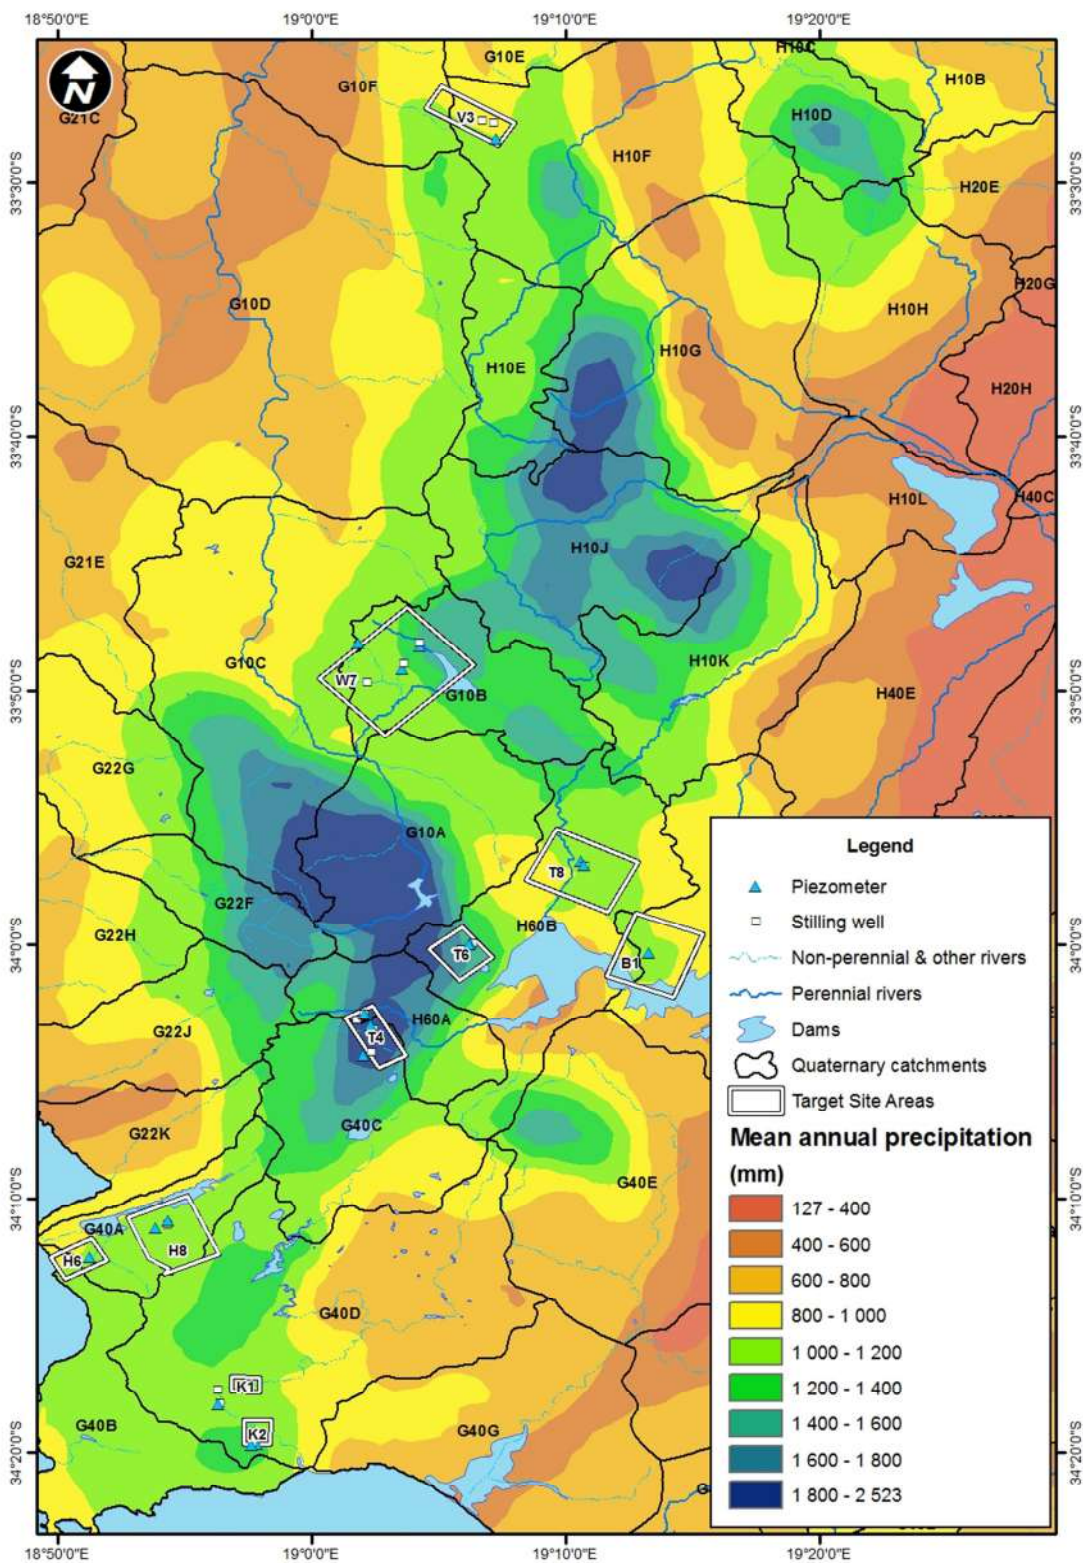 18°50'0"E
19°0'0"E
19°10'0"E
19°20'0"E
N
G10E
H10C
G10F
H10B
G21C
V3
H10D
H10F
33°30'0"S
33°30'0"S
H20E
H20G
G10D
H10H
H10G
H10E
H20H
33°40'0"S
33°40'0"S
H10L
H40C
H10J
G21E
G10C
H10K
W7
G10B
33°50'0"S
33°50'0"S
H40E
G22G
G10A
T8
G22F
H60B
G22H
34°0'0"S
34°0'0"S
T6
B1
H60A
G22J
T4
G40C
G22K
G40E
34°10'0"S
34°10'0"S
G40A
H8
H6
G40D
K1
G40B
K2
G40G
34°20'0"S
34°20'0"S
Legend
Piezometer
Stilling well
Non-perennial & other rivers
Perennial rivers
Dams
Quaternary catchments
Target Site Areas
Mean annual precipitation
(mm)
127 - 400
400 - 600
600 - 800
800 - 1 000
1 000 - 1 200
1 200 - 1 400
1 400 - 1 600
1 600 - 1 800
1 800 - 2 523
18°50'0"E
19°0'0"E
19°10'0"E
19°20'0"E